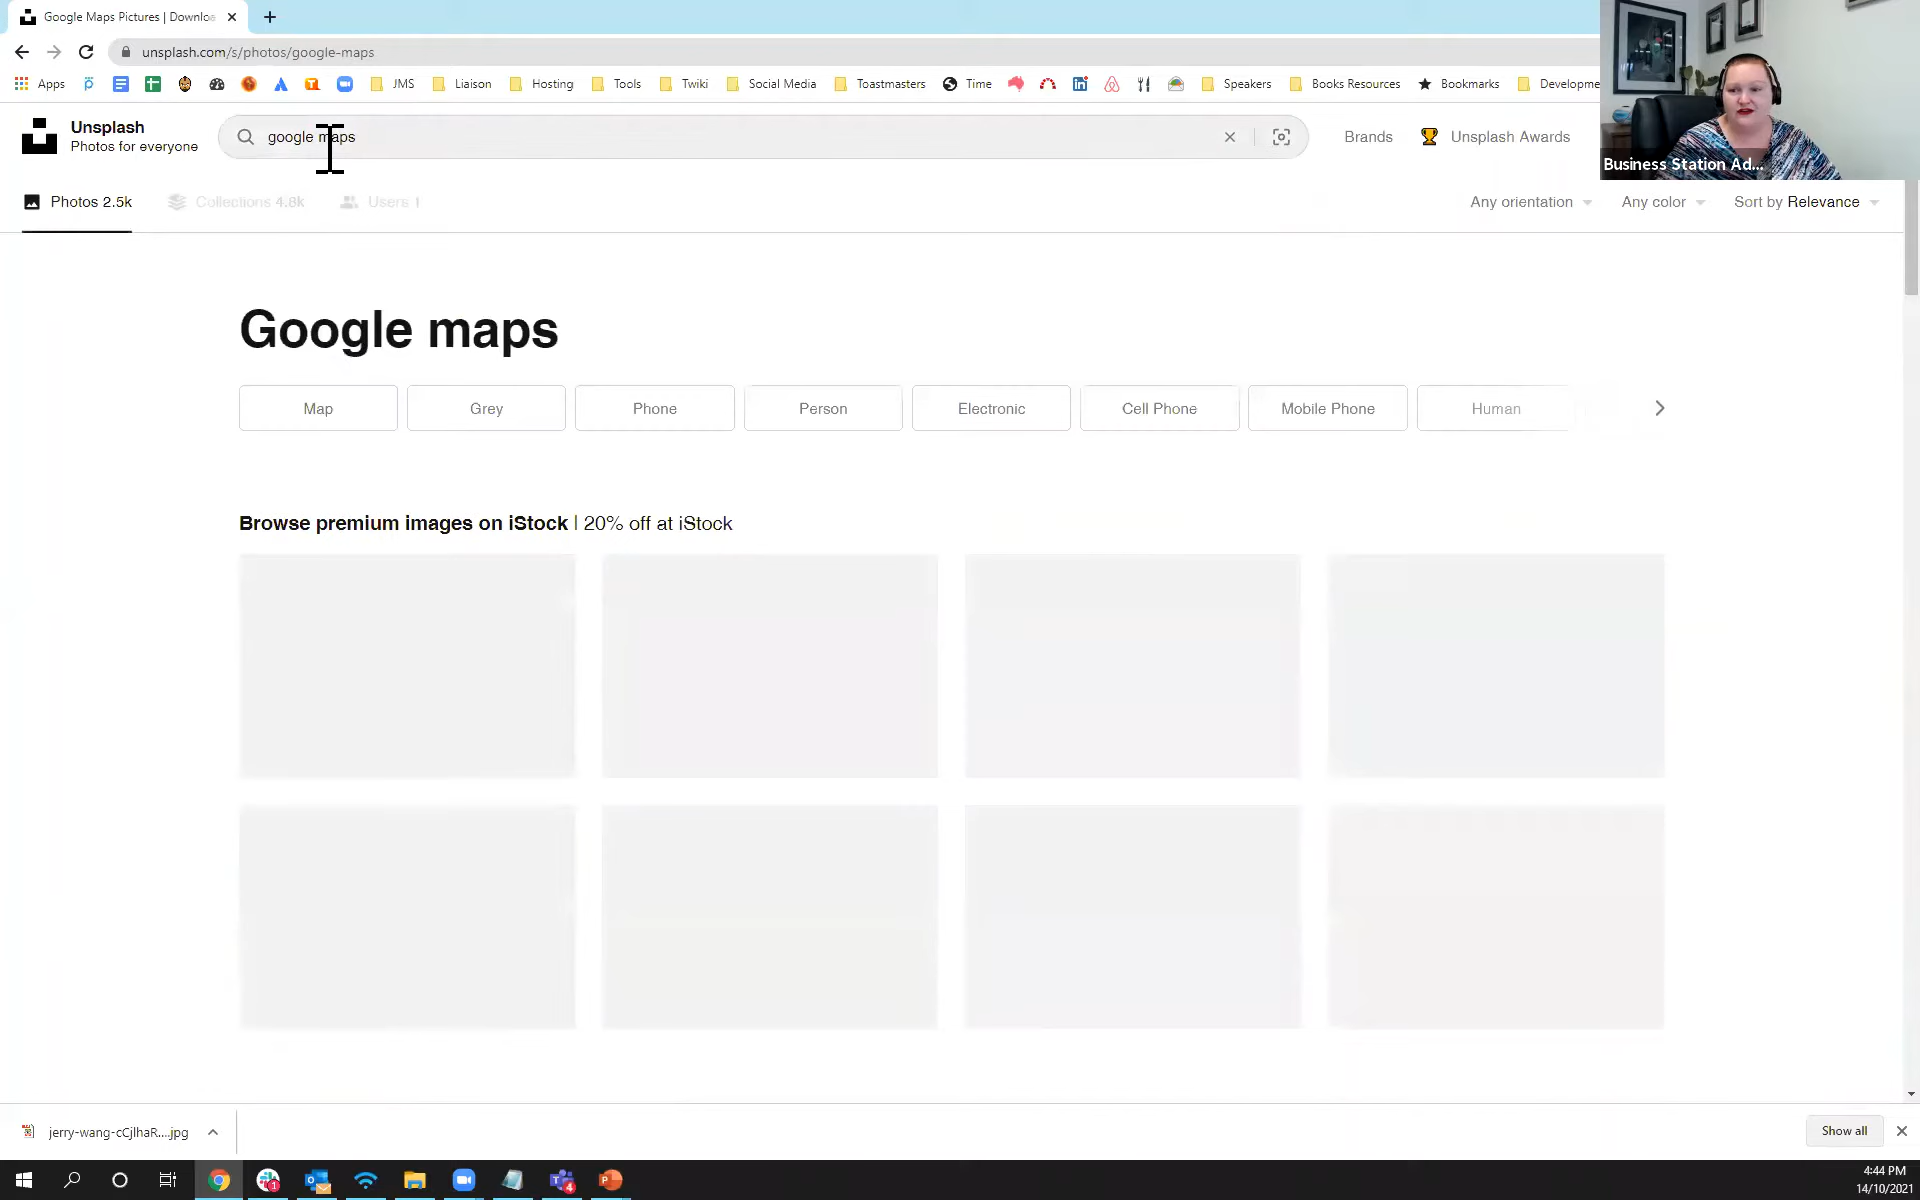 Google Maps Pictures | Downloa
unsplash.com/s/photos/google-maps
Apps JMS Liaison Hosting Tools Twiki Social Media Toastmasters Time Speakers Books Resources Bookmarks Developme
Unsplash
Photos for everyone
google maps
Brands
Unsplash Awards
Business Station Ad...
Photos 2.5k
Collections 4.8k
Users 1
Any orientation
Any color
Sort by Relevance
Google maps
Map
Grey
Phone
Person
Electronic
Cell Phone
Mobile Phone
Human
Browse premium images on iStock | 20% off at iStock
jerry-wang-cCjlhaR....jpg
Show all
4:44 PM
14/10/2021